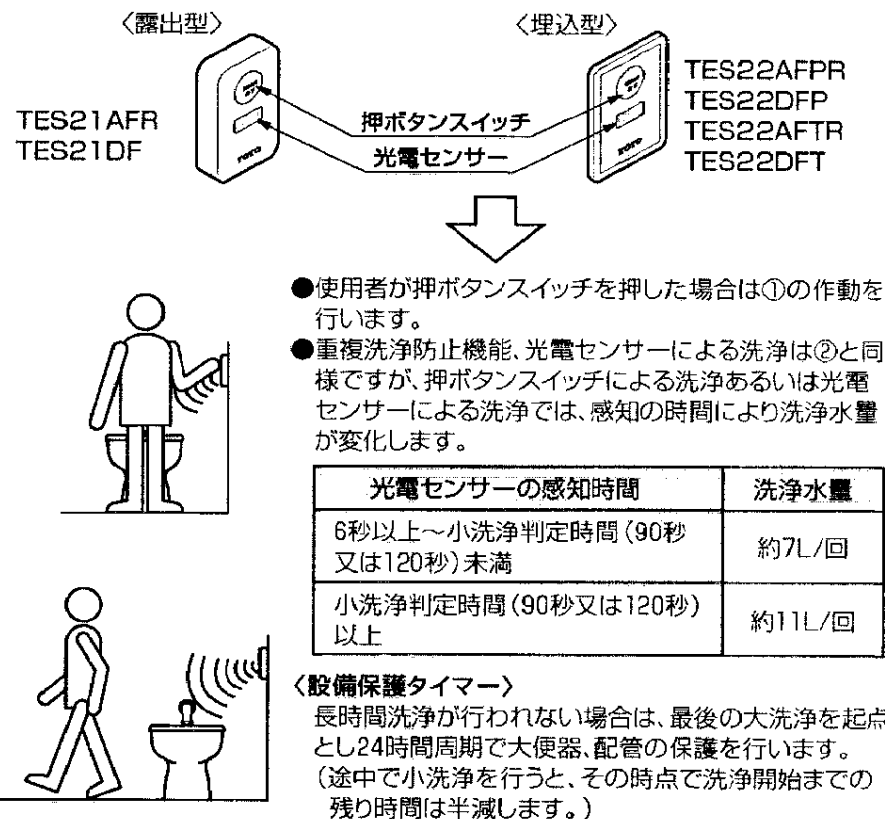 〈露出型〉
〈埋込型〉
TES21AFR
TES21DF
押ボタンスイッチ
光電センサー
TOTO
TOTO
TES22AFPR
TES22DFP
TES22AFTR
TES22DFT
●使用者が押ボタンスイッチを押した場合は①の作動を
行います。
●重複洗浄防止機能、光電センサーによる洗浄は②と同
様ですが、押ボタンスイッチによる洗浄あるいは光電
センサーによる洗浄では、感知の時間により洗浄水量
が変化します。
光電センサーの感知時間 洗浄水量
6秒以上～小洗浄判定時間(90秒
又は120秒)未満
約7L/回
小洗浄判定時間(90秒又は120秒)
以上
約11L/回
〈設備保護タイマー〉
長時間洗浄が行われない場合は、最後の大洗浄を起点
とし24時間周期で大便器、配管の保護を行います。
(途中で小洗浄を行うと、その時点で洗浄開始までの
残り時間は半減します。)